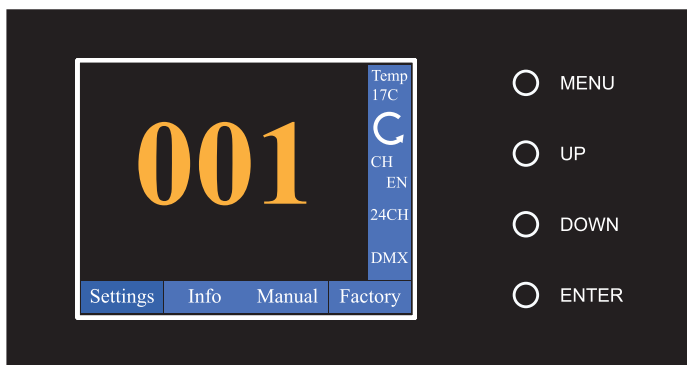 001
Temp
17C
CH
EN
24CH
DMX
Settings Info Manual Factory
MENU
UP
DOWN
ENTER